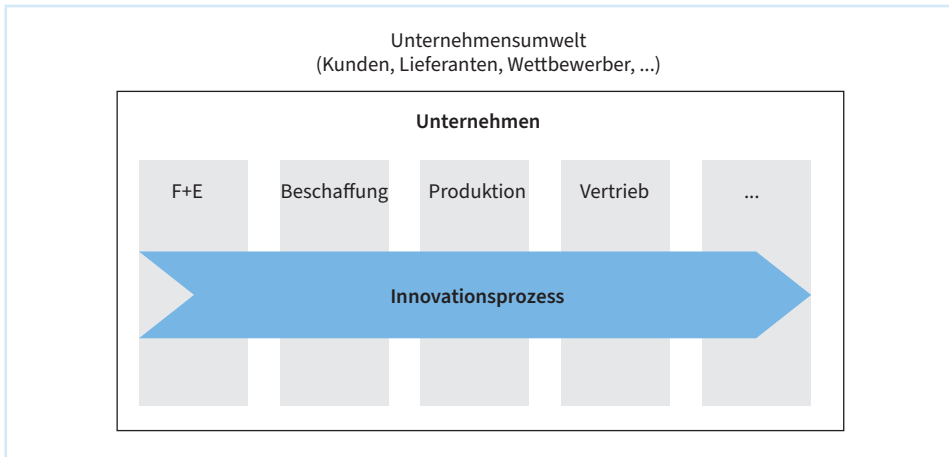 Unternehmensumwelt
(Kunden, Lieferanten, Wettbewerber, ...)
Unternehmen
F+E
Beschaffung
Produktion
Vertrieb
...
Innovationsprozess